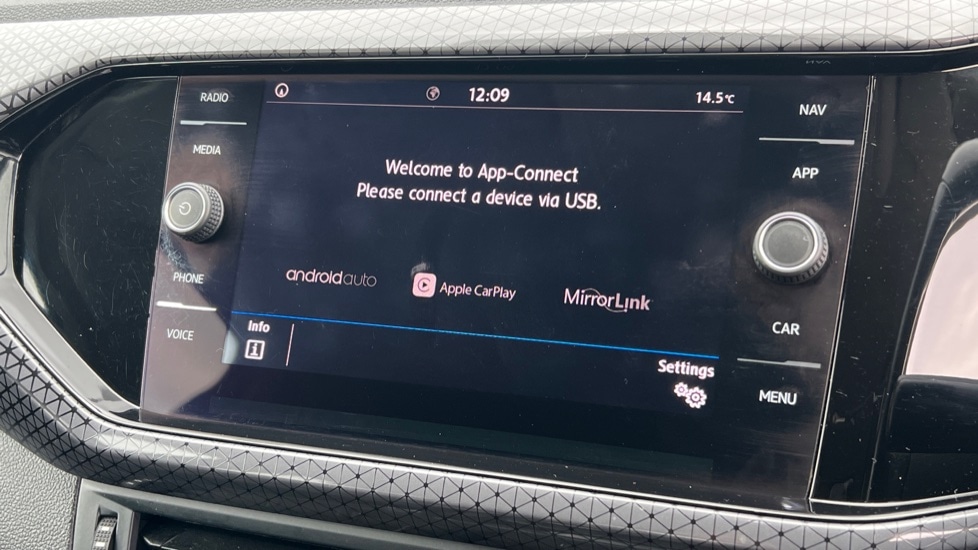 RADIO
MEDIA
PHONE
VOICE
12:09
14.5°C
Welcome to App-Connect
Please connect a device via USB.
androidauto
Apple CarPlay
MirrorLink
Info
Settings
NAV
APP
CAR
MENU